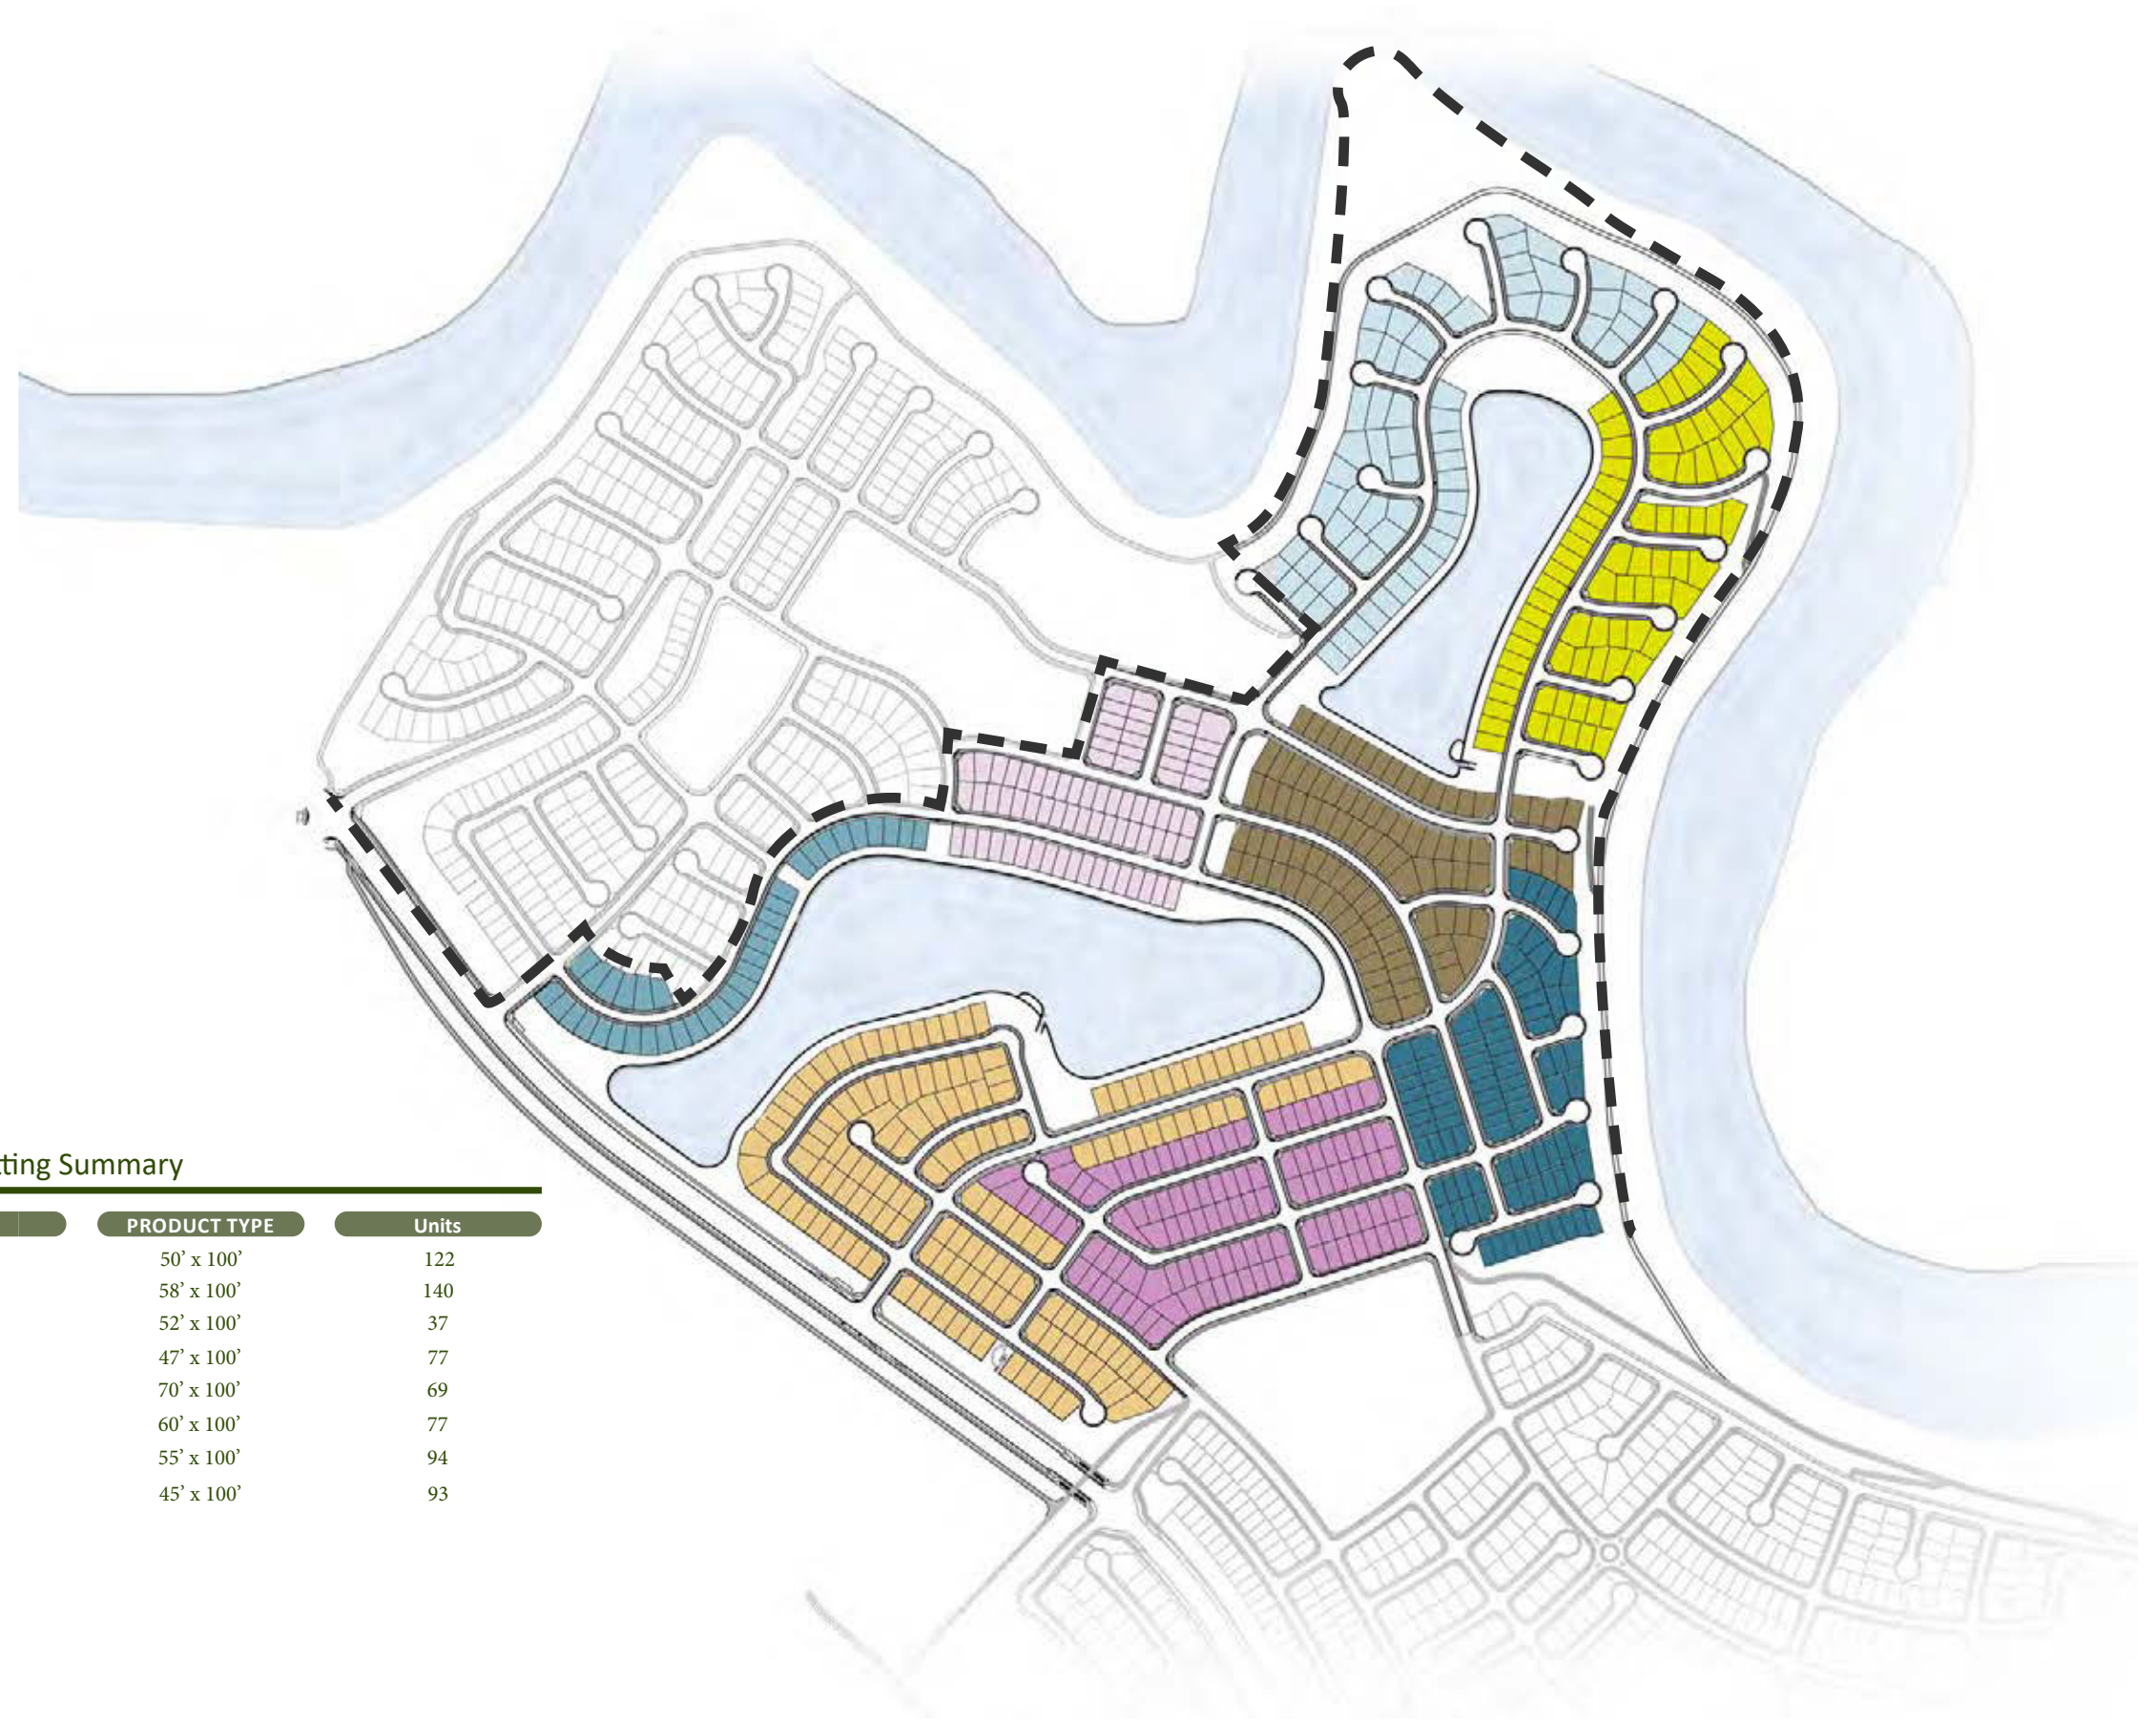 ting Summary
PRODUCT TYPE Units
50’ x 100’ 122
58’ x 100’ 140
52’ x 100’ 37
47’ x 100’ 77
70’ x 100’ 69
60’ x 100’ 77
55’ x 100’ 94
45’ x 100’ 93